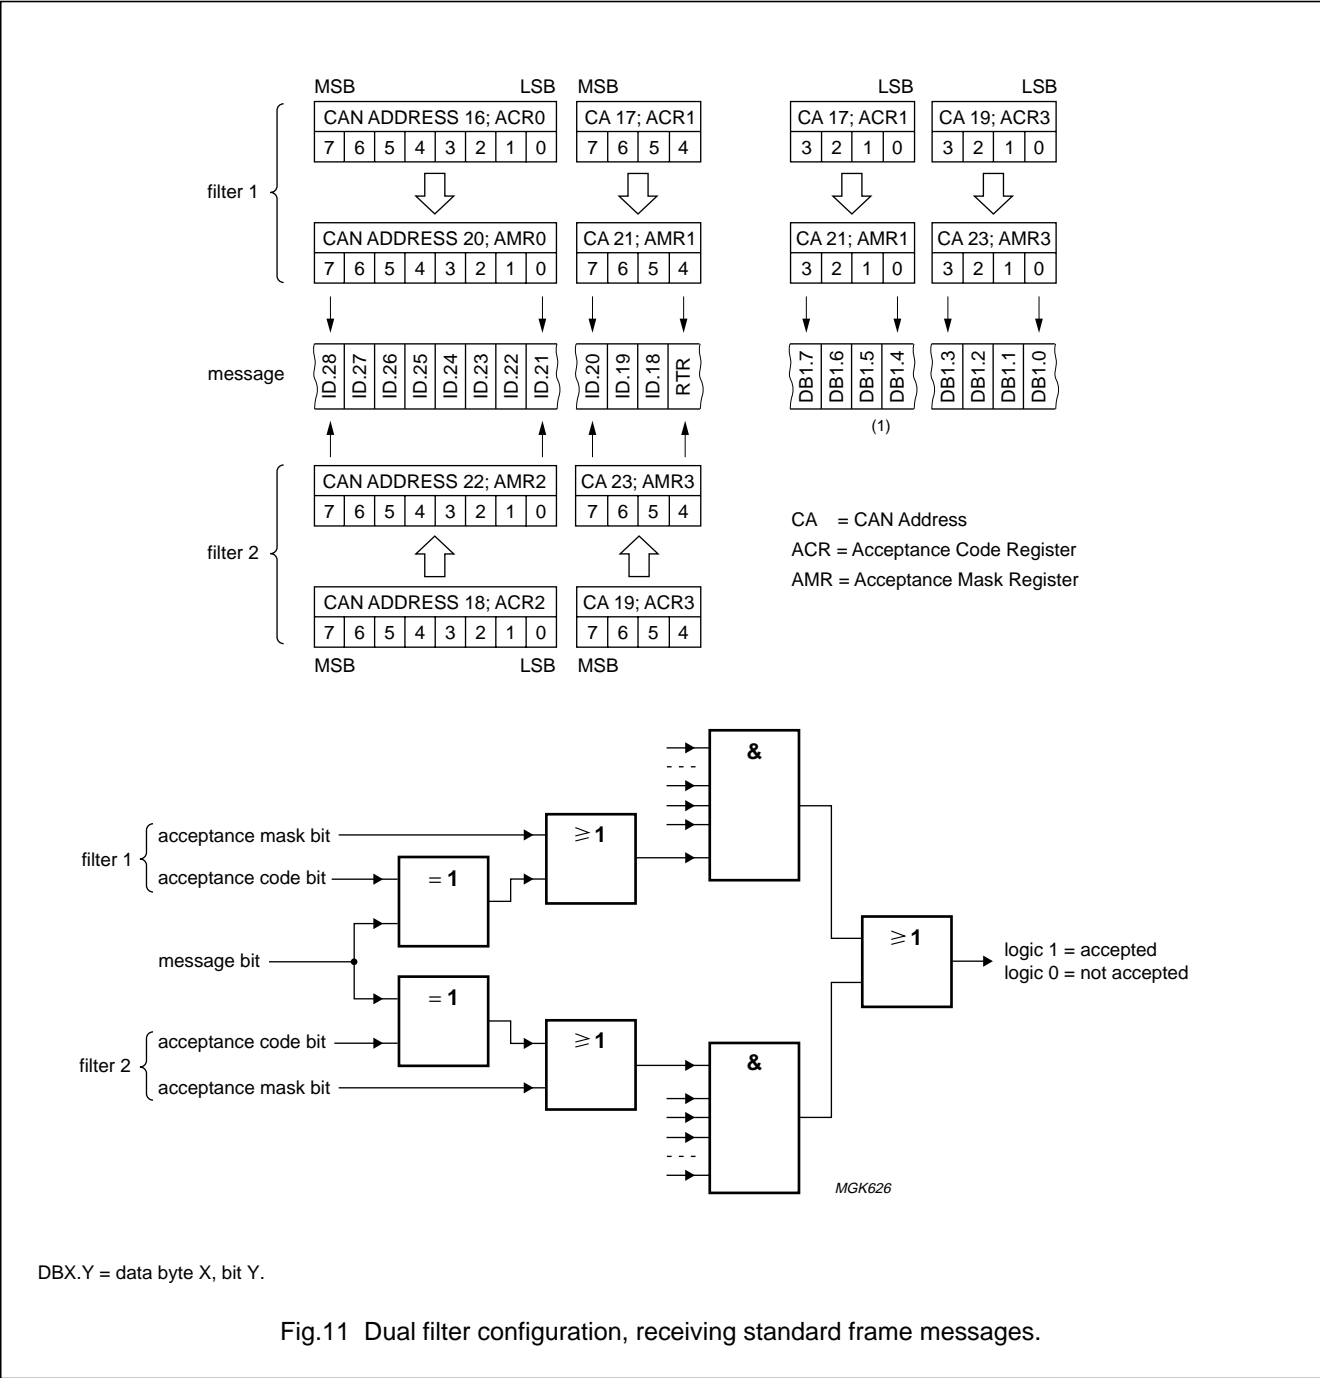 MSB LSB MSB LSB LSB
CAN ADDRESS 16; ACR0 CA 17; ACR1 CA 17; ACR1 CA 19; ACR3
7 6 5 4 3 2 1 0 7 6 5 4 3 2 1 0 3 2 1 0
filter 1
CAN ADDRESS 20; AMR0 CA 21; AMR1 CA 21; AMR1 CA 23; AMR3
7 6 5 4 3 2 1 0 7 6 5 4 3 2 1 0 3 2 1 0
message ID.28 ID.27 ID.26 ID.25 ID.24 ID.23 ID.22 ID.21 ID.20 ID.19 ID.18 RTR DB1.7 DB1.6 DB1.5 DB1.4 DB1.3 DB1.2 DB1.1 DB1.0
(1)
CAN ADDRESS 22; AMR2 CA 23; AMR3
7 6 5 4 3 2 1 0 7 6 5 4
filter 2
CAN ADDRESS 18; ACR2 CA 19; ACR3
7 6 5 4 3 2 1 0 7 6 5 4
MSB LSB MSB
CA = CAN Address
ACR = Acceptance Code Register
AMR = Acceptance Mask Register
&
filter 1
acceptance mask bit
≥ 1
acceptance code bit
= 1
message bit
≥ 1
logic 1 = accepted
logic 0 = not accepted
= 1
filter 2
acceptance code bit
≥ 1
acceptance mask bit
&
MGK626
DBX.Y = data byte X, bit Y.
Fig.11 Dual filter configuration, receiving standard frame messages.